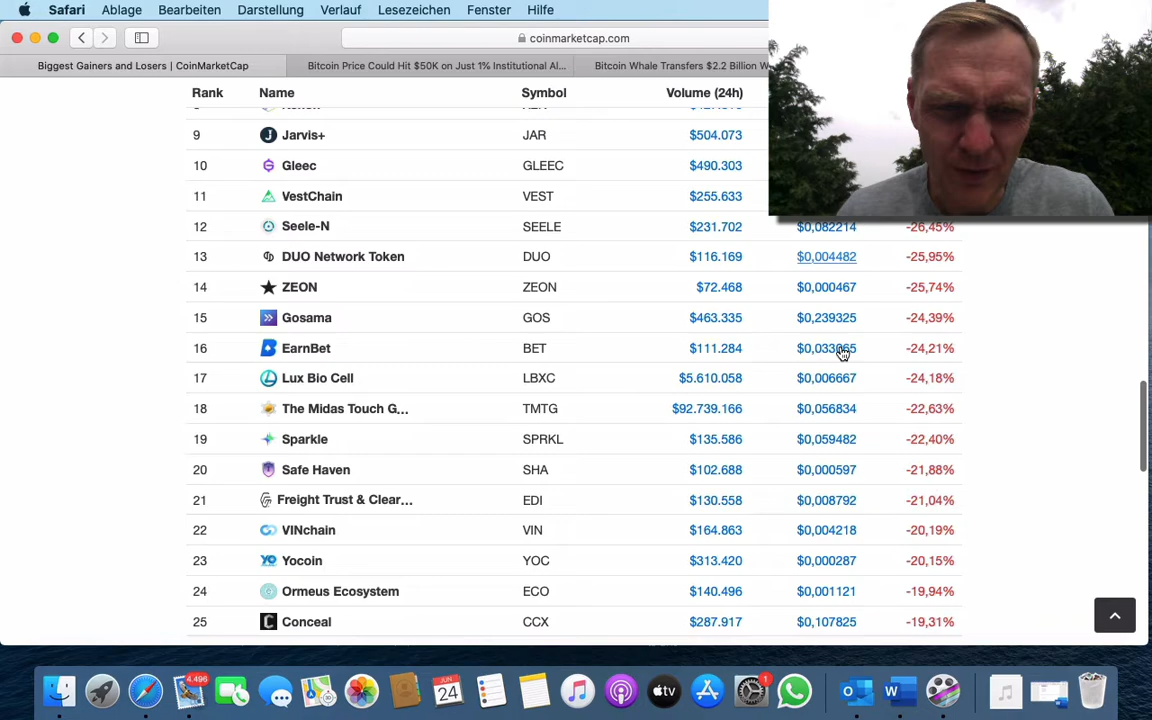 Safari Ablage Bearbeiten Darstellung Verlauf Lesezeichen Fenster Hilfe
coinmarketcap.com
Biggest Gainers and Losers | CoinMarketCap Bitcoin Price Could Hit $50K on Just 1% Institutional Al... Bitcoin Whale Transfers $2.2 Billion W
Rank Name Symbol Volume (24h)
9 Jarvis+ JAR $504.073
10 Gleec GLEEC $490.303
11 VestChain VEST $255.633
12 Seele-N SEELE $231.702 $0,082214 -26,45%
13 DUO Network Token DUO $116.169 $0,004482 -25,95%
14 ZEON ZEON $72.468 $0,000467 -25,74%
15 Gosama GOS $463.335 $0,239325 -24,39%
16 EarnBet BET $111.284 -24,21%
17 Lux Bio Cell LBXC $5.610.058 $0,006667 -24,18%
18 The Midas Touch G... TMTG $92.739.166 $0,056834 -22,63%
19 Sparkle SPRKL $135.586 $0,059482 -22,40%
20 Safe Haven SHA $102.688 $0,000597 -21,88%
21 Freight Trust & Clear... EDI $130.558 $0,008792 -21,04%
22 VINchain VIN $164.863 $0,004218 -20,19%
23 Yocoin YOC $313.420 $0,000287 -20,15%
24 Ormeus Ecosystem ECO $140.496 $0,001121 -19,94%
25 Conceal CCX $287.917 $0,107825 -19,31%
4.496
JUN
24
tv
1